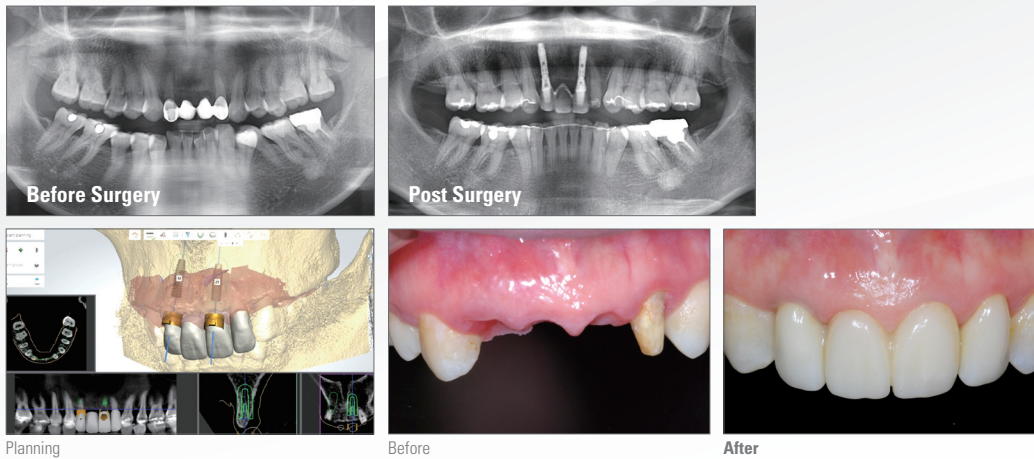 Before Surgery
Post Surgery
Planning
Before
After